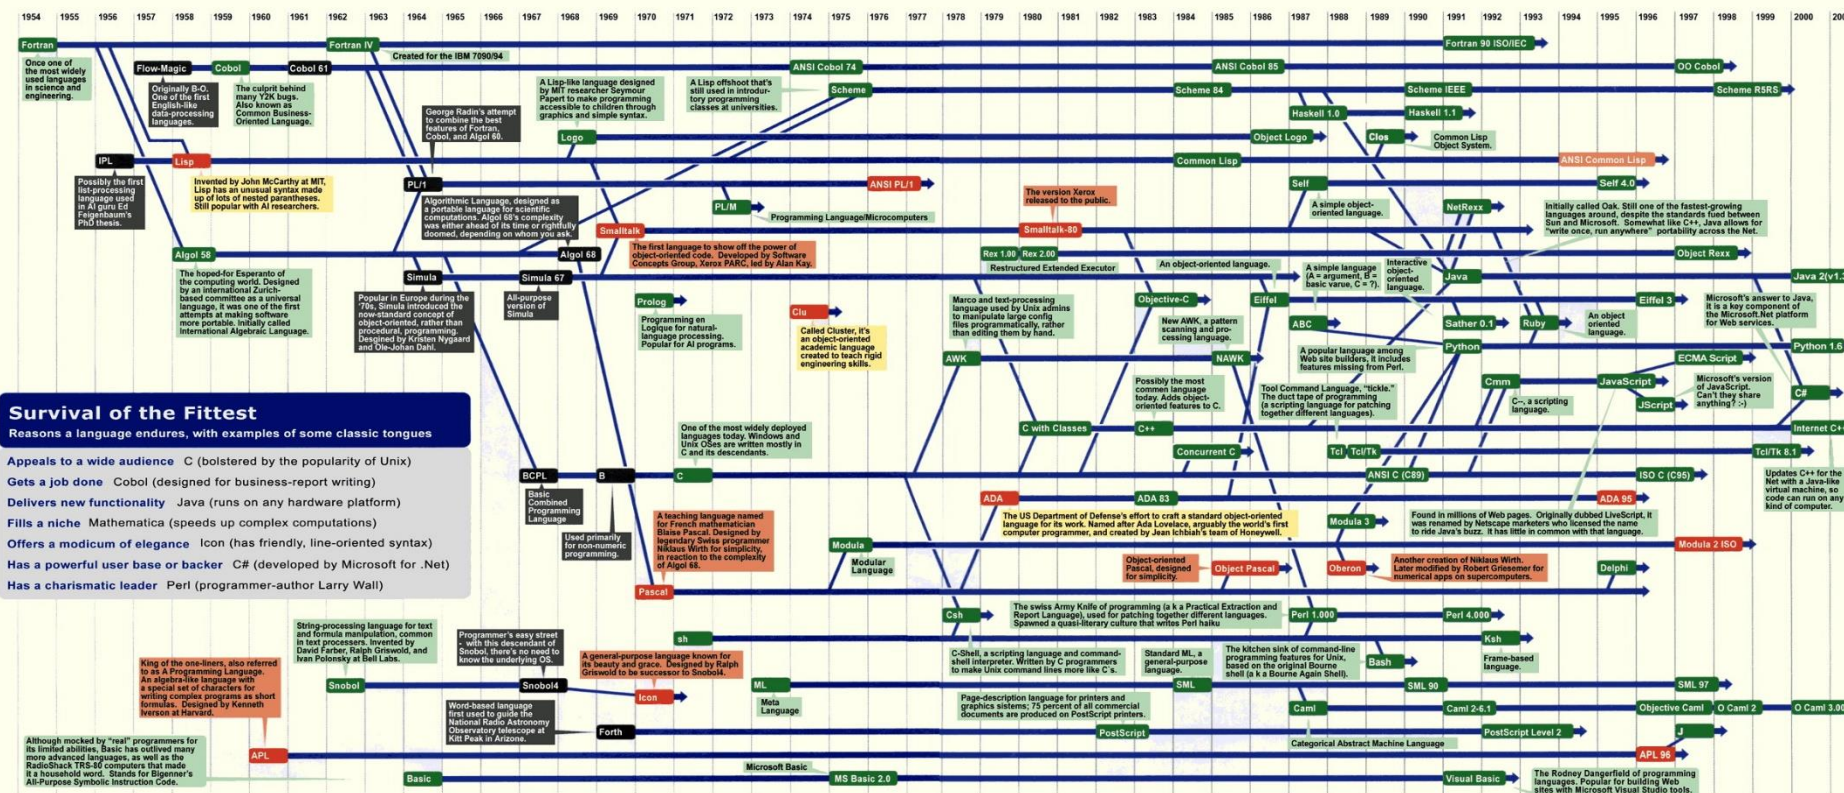 1954 1955 1956 1957 1958 1959 1960 1961 1962 1963 1964 1965 1966 1967 1968 1969 1970 1971 1972 1973 1974 1975 1976 1977 1978 1979 1980 1981 1982 1983 1984 1985 1986 1987 1988 1989 1990 1991 1992 1993 1994 1995 1996 1997 1998 1999 2000
Fortran
Fortran IV
Fortran 90 ISO/IEC
Once one of
the most widely
used languages
in science and
engineering.
Created for the IBM 7090/94
Flow-Magic
Cobol
Cobol 61
ANSI Cobol 74
ANSI Cobol 85
OO Cobol
Originally B-O.
One of the first
English-like
data-processing
languages.
The culprit behind
many Y2K bugs.
Also known as
Common Business-
Oriented Language.
A Lisp-like language designed
by MIT researcher Seymour
Papert to make programming
accessible to children through
graphics and simple syntax.
A Lisp offshoot that's
still used in introduc-
tory programming
classes at universities.
Scheme
Scheme 84
Scheme IEEE
Scheme R5RS
George Radin's attempt
to combine the best
features of Fortran,
Cobol, and Algol 60.
Haskell 1.0
Haskell 1.1
Logo
Object Logo
Clos
Common Lisp
Object System.
IPL
Lisp
Common Lisp
ANSI Common Lisp
Possibly the first
list-processing
language used
in AI guru Ed
Feigenbaum's
PhD thesis.
Invented by John McCarthy at MIT,
Lisp has an unusual syntax made
up of lots of nested parantheses.
Still popular with AI researchers.
PL/1
ANSI PL/1
Self
Self 4.0
PL/M
Programming Language/Microcomputers
The version Xerox
released to the public.
A simple object-
oriented language.
NetRexx
Initially called Oak. Still one of the fastest-growing
languages around, despite the standards fued between
Sun and Microsoft. Somewhat like C++, Java allows for
"write once, run anywhere" portability across the Net.
Algorithmic Language, designed as
a portable language for scientific
computations. Algol 68's complexity
was either ahead of its time or rightfully
doomed, depending on whom you ask.
Smalltalk
Smalltalk-80
The first language to show off the power of
object-oriented code. Developed by Software
Concepts Group, Xerox PARC, led by Alan Kay.
Algol 58
Algol 68
Rex 1.00
Rex 2.00
Restructured Extended Executor
Object Rexx
The hoped-for Esperanto of
the computing world. Designed
by an international Zurich-
based committee as a universal
language, it was one of the first
attempts at making software
more portable. Initially called
International Algebraic Language.
Simula
Simula 67
Java
Java 2(v1.3
Popular in Europe during the
'70s, Simula introduced the
now-standard concept of
object-oriented, rather than
procedural, programming.
Desgined by Kristen Nygaard
and Ole-Johan Dahl.
All-purpose
version of
Simula
An object-oriented language.
A simple language
(A = argument, B =
basic varue, C = ?).
Interactive
object-
oriented
language.
Prolog
Programming en
Logique for natural-
language processing.
Popular for AI programs.
Clu
Called Cluster, it's
an object-oriented
academic language
created to teach rigid
engineering skills.
Marco and text-processing
language used by Unix admins
to manipulate large config
files programmatically, rather
than editing them by hand.
Objective-C
Eiffel
Eiffel 3
New AWK, a pattern
scanning and pro-
cessing language.
ABC
Sather 0.1
Ruby
An object
oriented
language.
Microsoft's answer to Java,
it is a key component of
the Microsoft.Net platform
for Web services.
A popular language among
Web site builders, it includes
features missing from Perl.
Python
Python 1.6
AWK
NAWK
ECMA Script
Possibly the most
common language
today. Adds object-
oriented features to C.
Tool Command Language, "tickle."
The duct tape of programming
(a scripting language for patching
together different languages).
Cmm
C--, a scripting
language.
JavaScript
JScript
Microsoft's version
of JavaScript.
Can't they share
anything? :-)
C#
Survival of the Fittest
Reasons a language endures, with examples of some classic tongues
Appeals to a wide audience C (bolstered by the popularity of Unix)
Gets a job done Cobol (designed for business-report writing)
Delivers new functionality Java (runs on any hardware platform)
Fills a niche Mathematica (speeds up complex computations)
Offers a modicum of elegance Icon (has friendly, line-oriented syntax)
Has a powerful user base or backer C# (developed by Microsoft for .Net)
Has a charismatic leader Perl (programmer-author Larry Wall)
One of the most widely deployed
languages today. Windows and
Unix OSes are written mostly in
C and its descendants.
C with Classes
C++
Internet C++
Concurrent C
Tcl
Tcl/Tk
Tcl/Tk 8.1
BCPL
B
C
ANSI C (C89)
ISO C (C95)
Updates C++ for the
Net with a Java-like
virtual machine, so
code can run on any
kind of computer.
Basic
Combined
Programming
Language
Used primarily
for non-numeric
programming.
ADA
ADA 83
ADA 95
The US Department of Defense's effort to craft a standard object-oriented
language for its work. Named after Ada Lovelace, arguably the world's first
computer programmer, and created by Jean Ichbiah's team of Honeywell.
Found in millions of Web pages. Originally dubbed LiveScript, it
was renamed by Netscape marketers who licensed the name
to ride Java's buzz. It has little in common with that language.
A teaching language named
for French mathematician
Blaise Pascal. Designed by
legendary Swiss programmer
Niklaus Wirth for simplicity,
in reaction to the complexity
of Algol 68.
Modula 3
Modula
Modular
Language
Modula 2 ISO
Object-oriented
Pascal, designed
for simplicity.
Object Pascal
Oberon
Another creation of Niklaus Wirth.
Later modified by Robert Griesemer for
numerical apps on supercomputers.
Delphi
Pascal
Csh
The swiss Army Knife of programming (a k a Practical Extraction and
Report Language), used for patching together different languages.
Spawned a quasi-literary culture that writes Perl haiku
Perl 1.000
Perl 4.000
String-processing language for text
and formula manipulation, common
in text processors. Invented by
David Farber, Ralph Griswold, and
Ivan Polonsky at Bell Labs.
Programmer's easy street
- with this descendant of
Snobol, there's no need to
know the underlying OS.
sh
Ksh
Frame-based
language.
C-Shell, a scripting language and command-
shell interpreter. Written by C programmers
to make Unix command lines more like C`s.
Standard ML, a
general-purpose
language.
The kitchen sink of command-line
programming features for Unix,
based on the original Bourne
shell (a k a Bourne Again Shell).
Bash
King of the one-liners, also referred
to as A Programming Language.
An algebra-like language with
a special set of characters for
writing complex programs as short
formulas. Designed by Kenneth
Iverson at Harvard.
A general-purpose language known for
its beauty and grace. Designed by Ralph
Griswold to be successor to Snobol4.
Snobol
Snobol4
Icon
ML
Meta
Language
SML
SML 90
SML 97
Word-based language
first used to guide the
National Radio Astronomy
Observatory telescope at
Kitt Peak in Arizone.
Page-description language for printers and
graphics sistems; 75 percent of all commercial
documents are produced on PostScript printers.
Caml
Caml 2-6.1
Objective Caml
O Caml 2
O Caml 3.00
Forth
PostScript
PostScript Level 2
J
Categorical Abstract Machine Language
Although mocked by "real" programmers for
its limited abilities, Basic has outlived many
more advanced languages, as well as the
RadioShack TRS-80 computers that made
it a household word. Stands for Bigenner's
All-Purpose Symbolic Instruction Code.
APL
APL 96
Basic
Microsoft Basic
MS Basic 2.0
Visual Basic
The Rodney Dangerfield of programming
languages. Popular for building Web
sites with Microsoft Visual Studio tools.